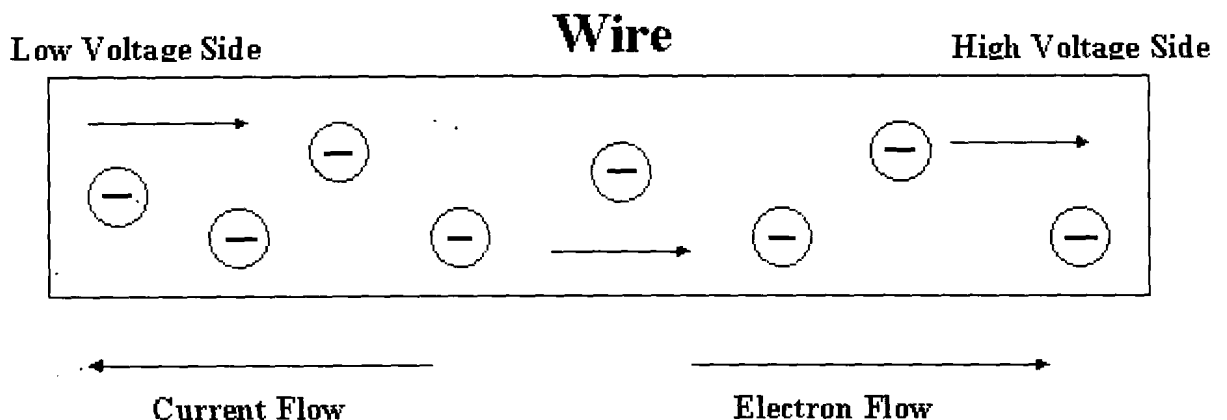 Wire
Low Voltage Side
High Voltage Side
Current Flow
Electron Flow